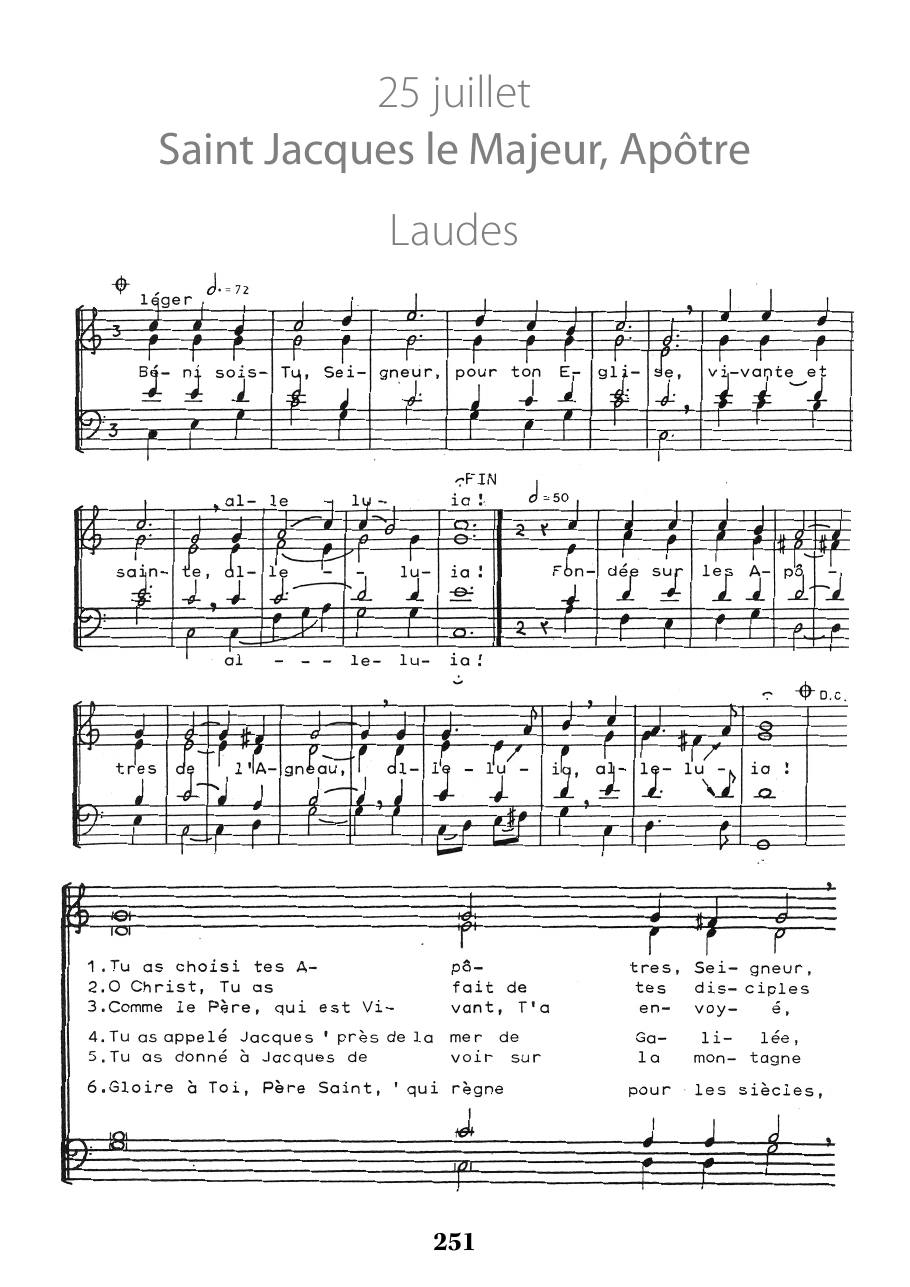 25 juillet
Saint Jacques le Majeur, Apôtre
Laudes
léger = 72
3
Bé- ni sois- Tu, Sei- gneur, pour ton E- gli- se, vi-vante et
3
FIN
al- le lu- ia! = 50
2
sain- te, al- le - - lu- ia! Fon- dée sur les A- pô -
2
al - - - le- lu- ia!
D.C.
tres de l'A- gneau, al- le - lu - ia, al- le- lu - ia !
1.Tu as choisi tes A- pô- tres, Sei- gneur,
2.O Christ, Tu as fait de tes dis- ciples
3.Comme le Père, qui est Vi- vant, T'a en- voy- é,
4.Tu as appelé Jacques ' près de la mer de Ga- li- lée,
5.Tu as donné à Jacques de voir sur la mon- tagne
6.Gloire à Toi, Père Saint, ' qui règne pour les siècles,
251